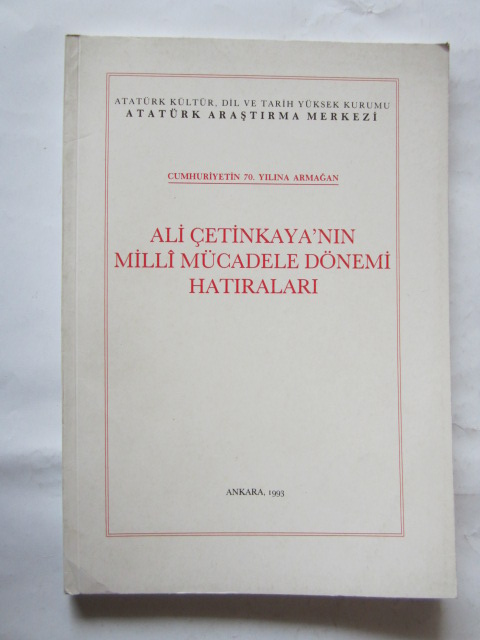 ATATÜRK KÜLTÜR, DİL VE TARİH YÜKSEK KURUMU
ATATÜRK ARAŞTIRMA MERKEZİ
CUMHURİYETİN 70. YILINA ARMAĞAN
ALİ ÇETİNKAYA'NIN
MİLLÎ MÜCADELE DÖNEMİ
HATIRALARI
ANKARA, 1993